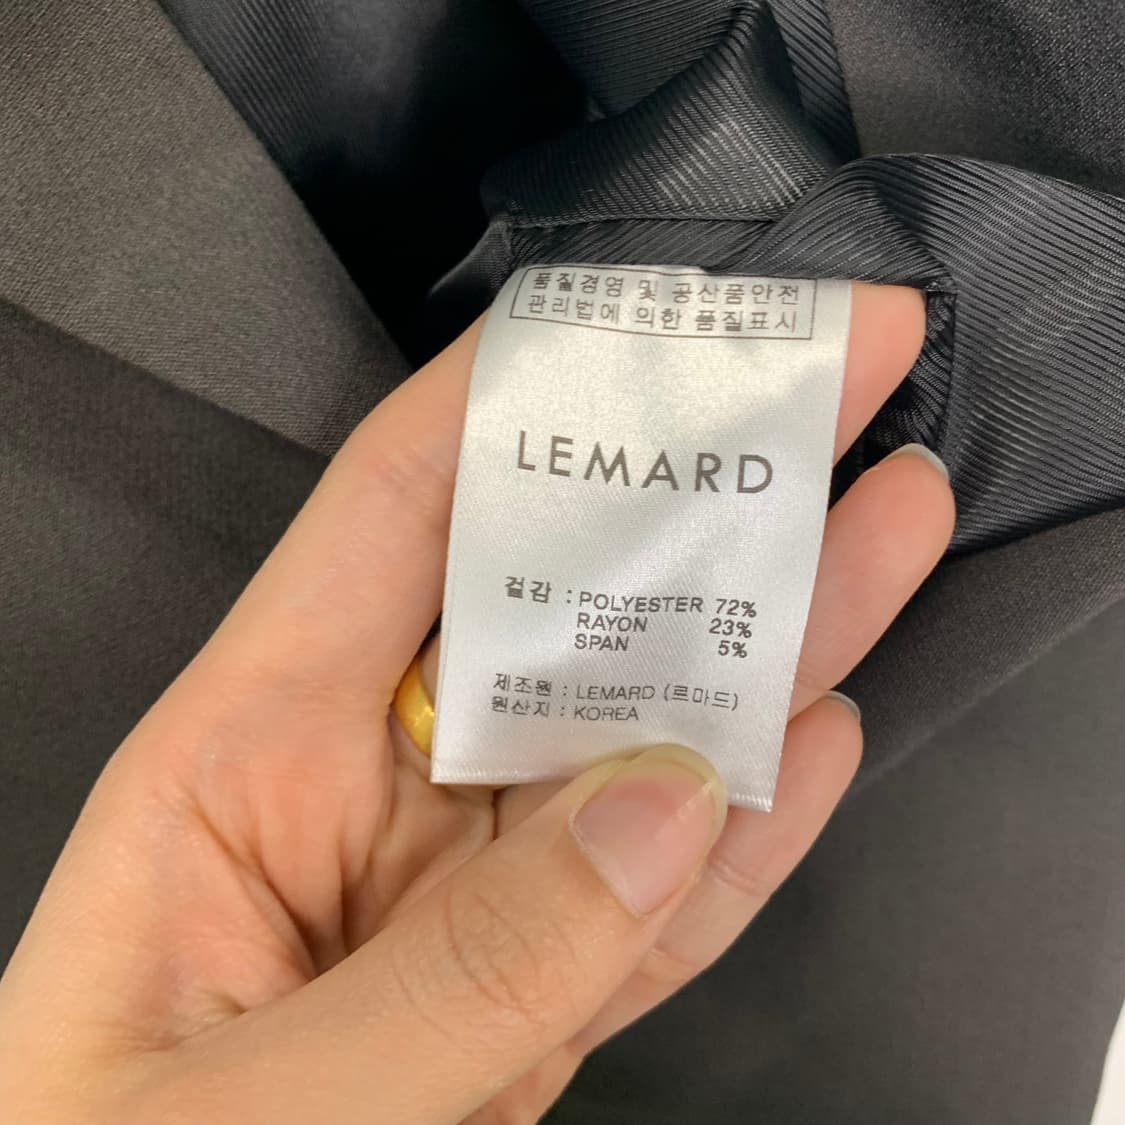 품질경영 및 공산품안전
관리법에 의한 품질표시
LEMARD
겉감 : POLYESTER 72%
RAYON 23%
SPAN 5%
제조원 : LEMARD (르마드)
원산지 : KOREA